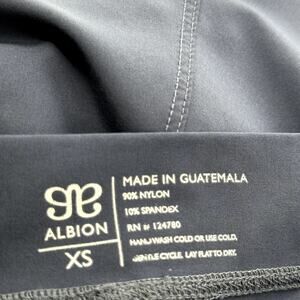 ALBION
XS
MADE IN GUATEMALA
90% NYLON
10% SPANDEX
RN # 124780
HAND WASH COLD OR USE COLD,
GENTLE CYCLE. LAY FLAT TO DRY.